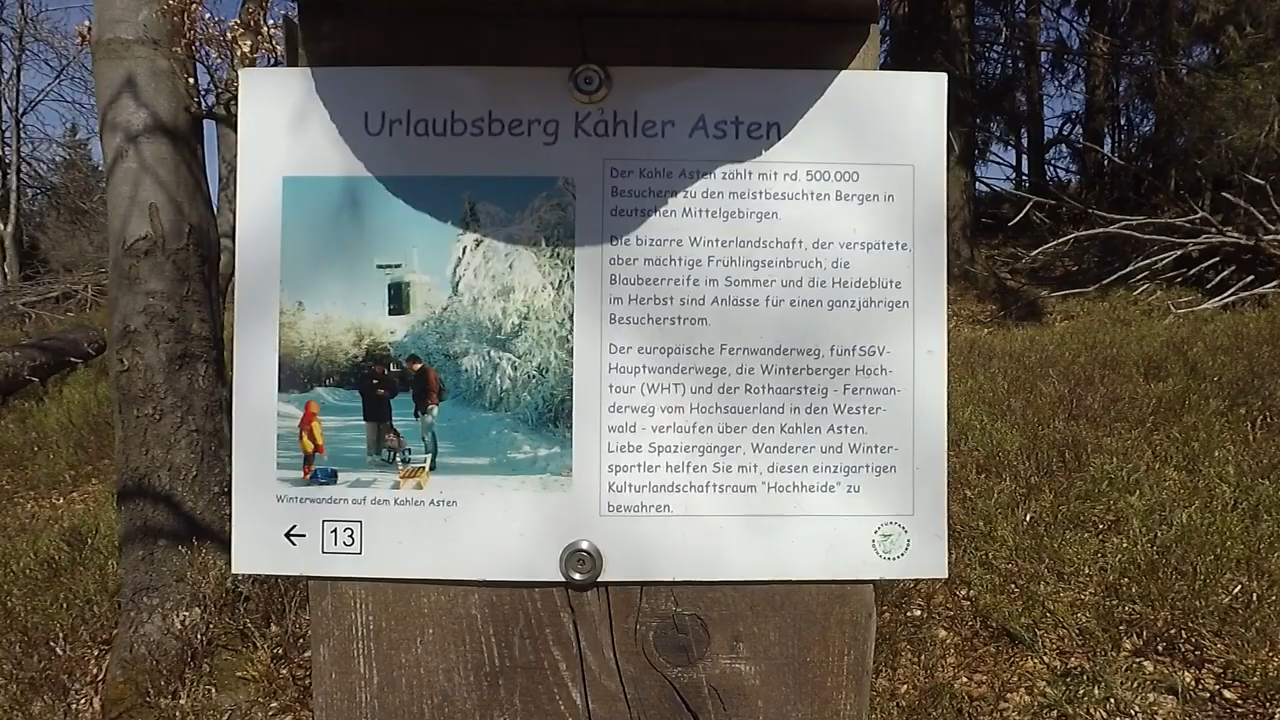 Urlaubsberg Kahler Asten
Der Kahle Asten zählt mit rd. 500.000
Besuchern zu den meistbesuchten Bergen in
deutschen Mittelgebirgen.
Die bizarre Winterlandschaft, der verspätete,
aber mächtige Frühlingseinbruch, die
Blaubeerreife im Sommer und die Heideblüte
im Herbst sind Anlässe für einen ganzjährigen
Besucherstrom.
Der europäische Fernwanderweg, fünfSGV-
Hauptwanderwege, die Winterberger Hoch-
tour (WHT) und der Rothaarsteig - Fernwan-
derweg vom Hochsauerland in den Wester-
wald - verlaufen über den Kahlen Asten.
Liebe Spaziergänger, Wanderer und Winter-
sportler helfen Sie mit, diesen einzigartigen
Kulturlandschaftsraum "Hochheide" zu
bewahren.
Winterwandern auf dem Kahlen Asten
← 13
NATURPARK
ROTHAARGEBIRGE